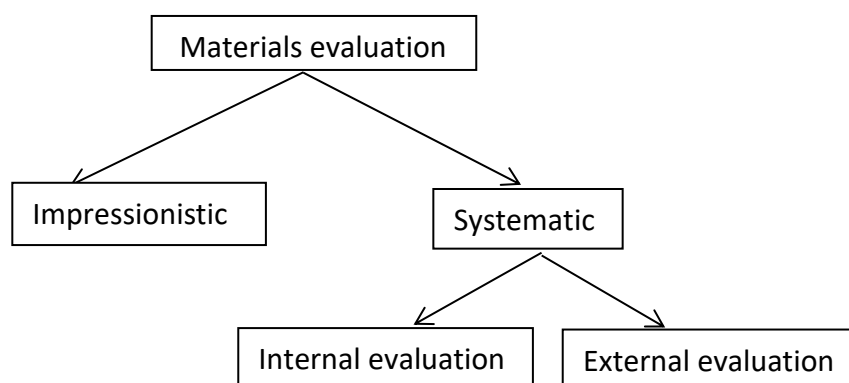 Materials evaluation
Impressionistic
Systematic
Internal evaluation
External evaluation